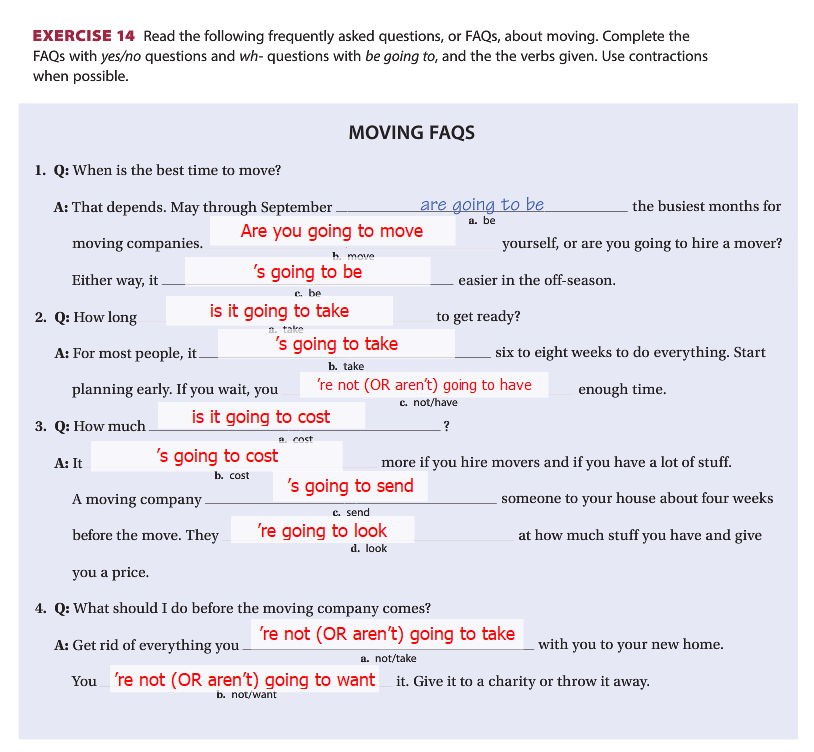 EXERCISE 14 Read the following frequently asked questions, or FAQs, about moving. Complete the
FAQs with yes/no questions and wh- questions with be going to, and the the verbs given. Use contractions
when possible.
MOVING FAQS
1. Q: When is the best time to move?
A: That depends. May through September are going to be the busiest months for
a. be
moving companies. Are you going to move yourself, or are you going to hire a mover?
b. move
Either way, it 's going to be easier in the off-season.
c. be
2. Q: How long is it going to take to get ready?
a. take
A: For most people, it 's going to take six to eight weeks to do everything. Start
b. take
planning early. If you wait, you 're not (OR aren't) going to have enough time.
c. not/have
3. Q: How much is it going to cost ?
a. cost
A: It 's going to cost more if you hire movers and if you have a lot of stuff.
b. cost
A moving company 's going to send someone to your house about four weeks
c. send
before the move. They 're going to look at how much stuff you have and give
d. look
you a price.
4. Q: What should I do before the moving company comes?
A: Get rid of everything you 're not (OR aren't) going to take with you to your new home.
a. not/take
You 're not (OR aren't) going to want it. Give it to a charity or throw it away.
b. not/want